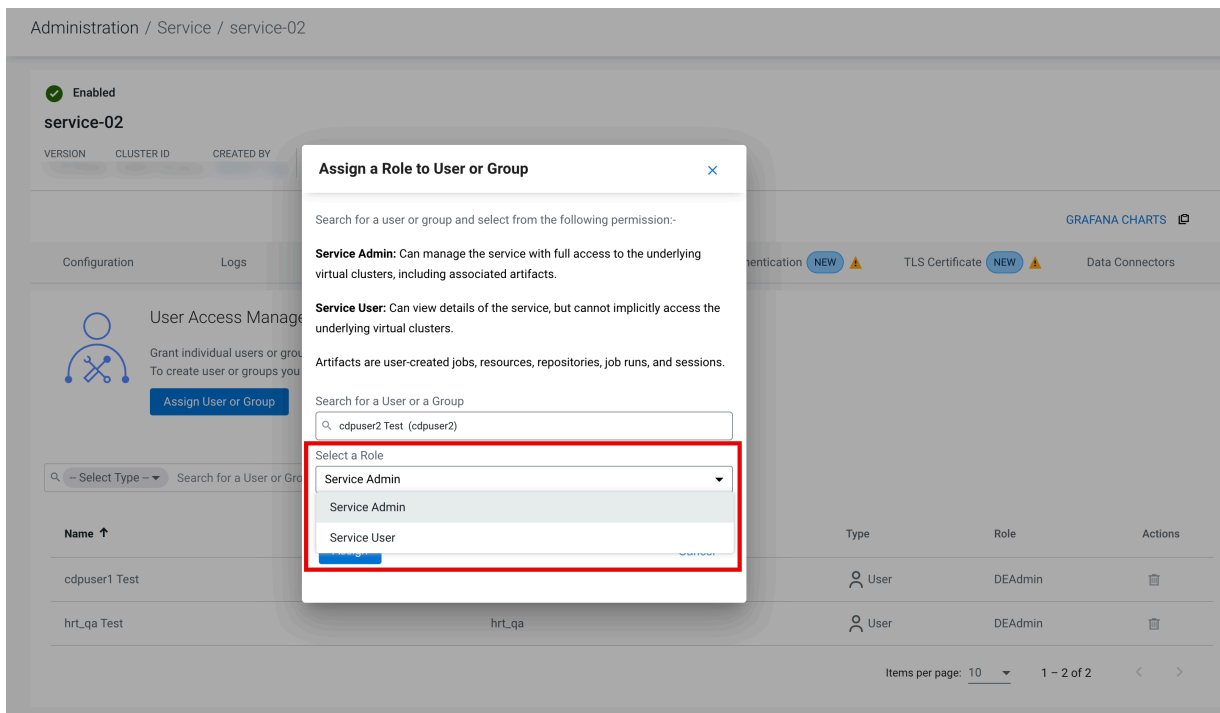 Administration / Service / service-02
Enabled
service-02
VERSION CLUSTER ID CREATED BY
Assign a Role to User or Group
Search for a user or group and select from the following permission:-
GRAFANA CHARTS
Service Admin: Can manage the service with full access to the underlying
virtual clusters, including associated artifacts.
Configuration Logs NEW TLS Certificate NEW Data Connectors
Service User: Can view details of the service, but cannot implicitly access the
underlying virtual clusters.
User Access
Grant individual users or
To create user or groups you
Artifacts are user-created jobs, resources, repositories, job runs, and sessions.
Assign User or Group
Search for a User or a Group
cdpuser2 Test (cdpuser2)
Select a Role
Service Admin
-- Select Type -- Search for a User or
Service Admin
Service User
Name Type Role Actions
Assign Cancel
cdpuser1 Test User DEAdmin
hrt_qa Test hrt_qa User DEAdmin
Items per page: 10 1 – 2 of 2